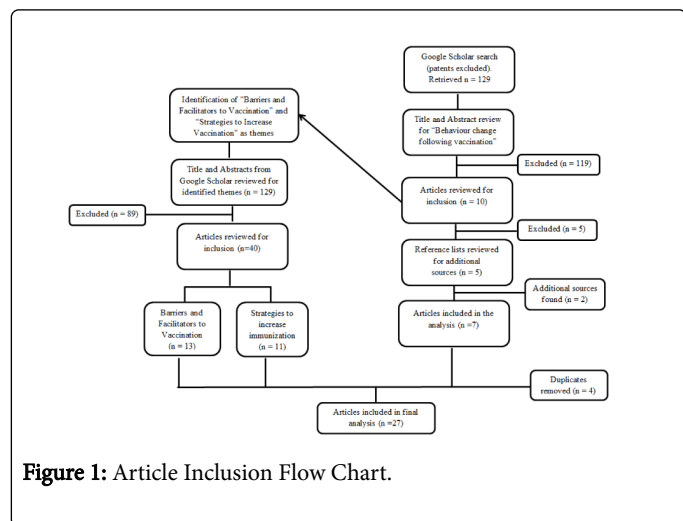 Google Scholar search
(patents excluded).
Retrieved n = 129
Title and Abstract review
for "Behaviour change
following vaccination"
Excluded (n = 119)
Articles reviewed for
inclusion (n = 10)
Excluded (n = 5)
Reference lists reviewed
for additional
sources (n = 5)
Additional sources
found (n = 2)
Articles included in the
analysis (n =7)
Identification of "Barriers and
Facilitators to Vaccination" and
"Strategies to Increase
Vaccination" as themes
Title and Abstracts from
Google Scholar reviewed for
identified themes (n = 129)
Excluded (n = 89)
Articles reviewed for
inclusion (n=40)
Barriers and
Facilitators to
Vaccination
(n = 13)
Strategies to
increase
immunization
(n = 11)
Duplicates
removed (n = 4)
Articles included in final
analysis (n =27)
Figure 1: Article Inclusion Flow Chart.